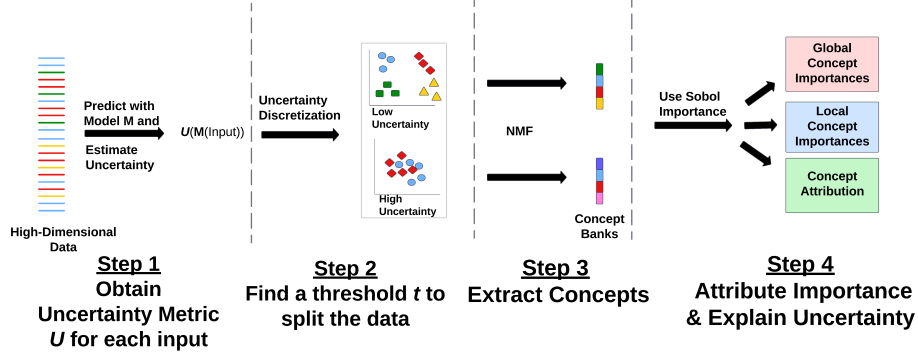 High-Dimensional
Data
Predict with
Model M and
Estimate
Uncertainty
U(M(Input))
Step 1
Obtain
Uncertainty Metric
U for each input
Uncertainty
Discretization
Low
Uncertainty
High
Uncertainty
Step 2
Find a threshold t to
split the data
NMF
Concept
Banks
Step 3
Extract Concepts
Use Sobol
Importance
Global
Concept
Importances
Local
Concept
Importances
Concept
Attribution
Step 4
Attribute Importance
& Explain Uncertainty